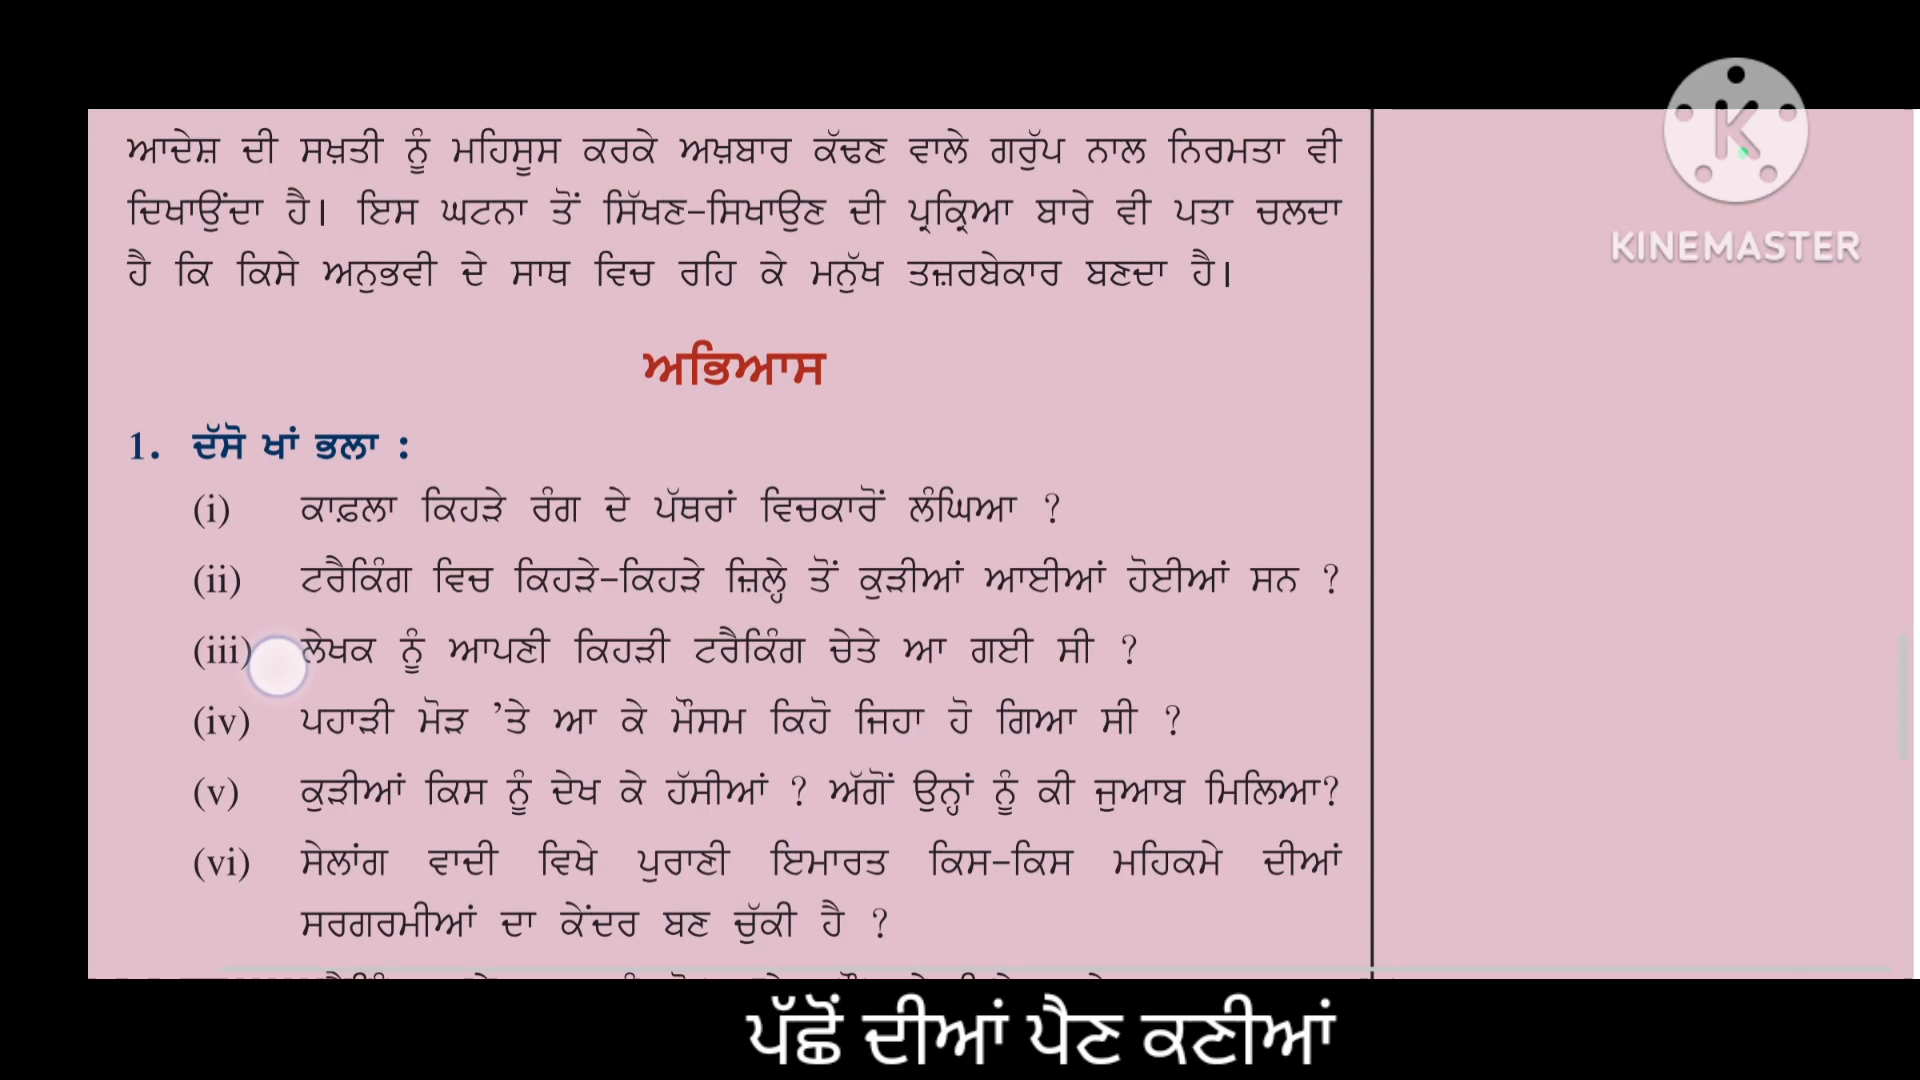 ਆਦੇਸ਼ ਦੀ ਸਖ਼ਤੀ ਨੂੰ ਮਹਿਸੂਸ ਕਰਕੇ ਅਖ਼ਬਾਰ ਕੱਢਣ ਵਾਲੇ ਗਰੁੱਪ ਨਾਲ ਨਿਰਮਤਾ ਵੀ
ਦਿਖਾਉਂਦਾ ਹੈ। ਇਸ ਘਟਨਾ ਤੋਂ ਸਿੱਖਣ-ਸਿਖਾਉਣ ਦੀ ਪ੍ਰਕ੍ਰਿਆ ਬਾਰੇ ਵੀ ਪਤਾ ਚਲਦਾ
ਹੈ ਕਿ ਕਿਸੇ ਅਨੁਭਵੀ ਦੇ ਸਾਥ ਵਿਚ ਰਹਿ ਕੇ ਮਨੁੱਖ ਤਜ਼ਰਬੇਕਾਰ ਬਣਦਾ ਹੈ।
KINEMASTER
ਅਭਿਆਸ
1. ਦੱਸੋ ਖਾਂ ਭਲਾ :
(i) ਕਾਫ਼ਲਾ ਕਿਹੜੇ ਰੰਗ ਦੇ ਪੱਥਰਾਂ ਵਿਚਕਾਰੋਂ ਲੰਘਿਆ ?
(ii) ਟਰੈਕਿੰਗ ਵਿਚ ਕਿਹੜੇ-ਕਿਹੜੇ ਜ਼ਿਲ੍ਹੇ ਤੋਂ ਕੁੜੀਆਂ ਆਈਆਂ ਹੋਈਆਂ ਸਨ ?
(iii) ਲੇਖਕ ਨੂੰ ਆਪਣੀ ਕਿਹੜੀ ਟਰੈਕਿੰਗ ਚੇਤੇ ਆ ਗਈ ਸੀ ?
(iv) ਪਹਾੜੀ ਮੋੜ ’ਤੇ ਆ ਕੇ ਮੌਸਮ ਕਿਹੋ ਜਿਹਾ ਹੋ ਗਿਆ ਸੀ ?
(v) ਕੁੜੀਆਂ ਕਿਸ ਨੂੰ ਦੇਖ ਕੇ ਹੱਸੀਆਂ ? ਅੱਗੋਂ ਉਨ੍ਹਾਂ ਨੂੰ ਕੀ ਜੁਆਬ ਮਿਲਿਆ?
(vi) ਸੇਲਾਂਗ ਵਾਦੀ ਵਿਖੇ ਪੁਰਾਣੀ ਇਮਾਰਤ ਕਿਸ-ਕਿਸ ਮਹਿਕਮੇ ਦੀਆਂ
ਸਰਗਰਮੀਆਂ ਦਾ ਕੇਂਦਰ ਬਣ ਚੁੱਕੀ ਹੈ ?
ਪੱਛੋਂ ਦੀਆਂ ਪੈਣ ਕਣੀਆਂ